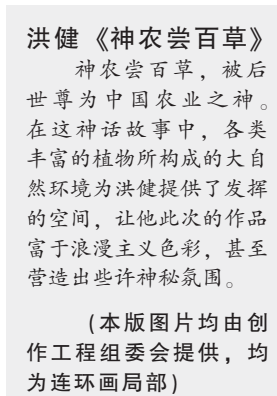 洪健《神农尝百草》
神农尝百草，被后
世尊为中国农业之神。
在这神话故事中，各类
丰富的植物所构成的大自
然环境为洪健提供了发挥
的空间，让他此次的作品
富于浪漫主义色彩，甚至
营造出些许神秘氛围。
(本版图片均由创
作工程组委会提供，均
为连环画局部)